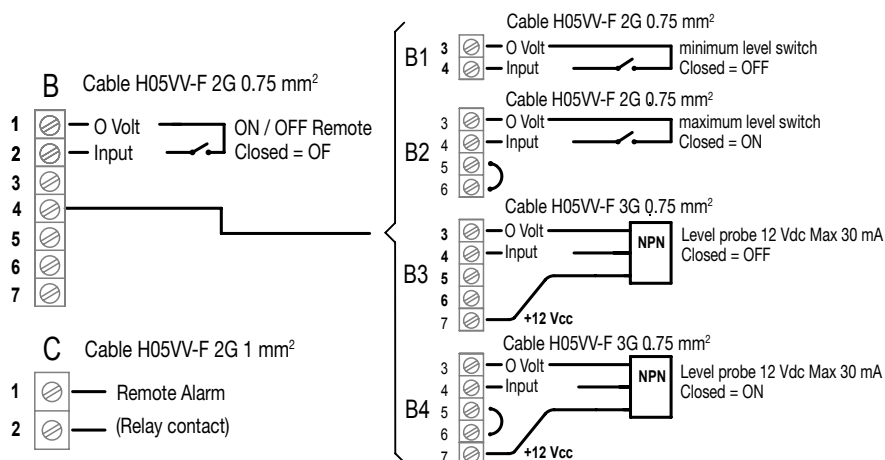 B Cable H05VV-F 2G 0.75 mm²
1 O Volt ON / OFF Remote
2 Input Closed = OF
3
4
5
6
7
C Cable H05VV-F 2G 1 mm²
1 Remote Alarm
2 (Relay contact)
Cable H05VV-F 2G 0.75 mm²
B1 3 O Volt minimum level switch
4 Input Closed = OFF
Cable H05VV-F 2G 0.75 mm²
3 O Volt maximum level switch
B2 4 Input Closed = ON
5
6
Cable H05VV-F 3G 0.75 mm²
3 O Volt NPN Level probe 12 Vdc Max 30 mA
4 Input Closed = OFF
B3 5
6
7 +12 Vcc
Cable H05VV-F 3G 0.75 mm²
3 O Volt NPN Level probe 12 Vdc Max 30 mA
4 Input Closed = ON
B4 5
6
7 +12 Vcc